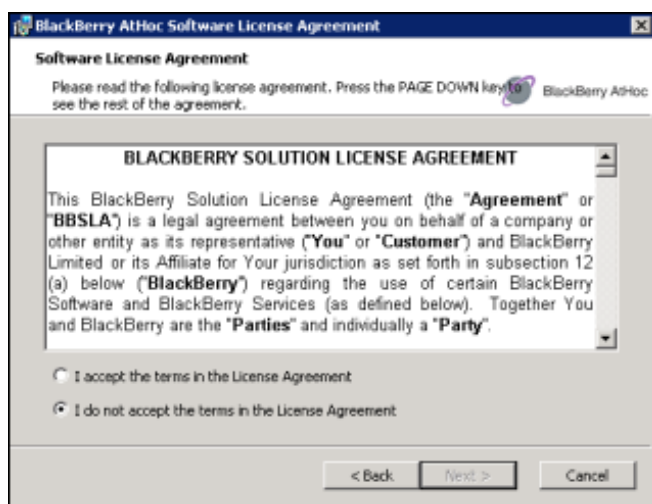 BlackBerry AtHoc Software License Agreement
Software License Agreement
Please read the following license agreement. Press the PAGE DOWN key to
see the rest of the agreement.
BlackBerry AtHoc
BLACKBERRY SOLUTION LICENSE AGREEMENT
This BlackBerry Solution License Agreement (the "Agreement" or
"BBSLA") is a legal agreement between you on behalf of a company or
other entity as its representative ("You" or "Customer") and BlackBerry
Limited or its Affiliate for Your jurisdiction as set forth in subsection 12
(a) below ("BlackBerry") regarding the use of certain BlackBerry
Software and BlackBerry Services (as defined below). Together You
and BlackBerry are the "Parties" and individually a "Party".
I accept the terms in the License Agreement
I do not accept the terms in the License Agreement
< Back
Next >
Cancel